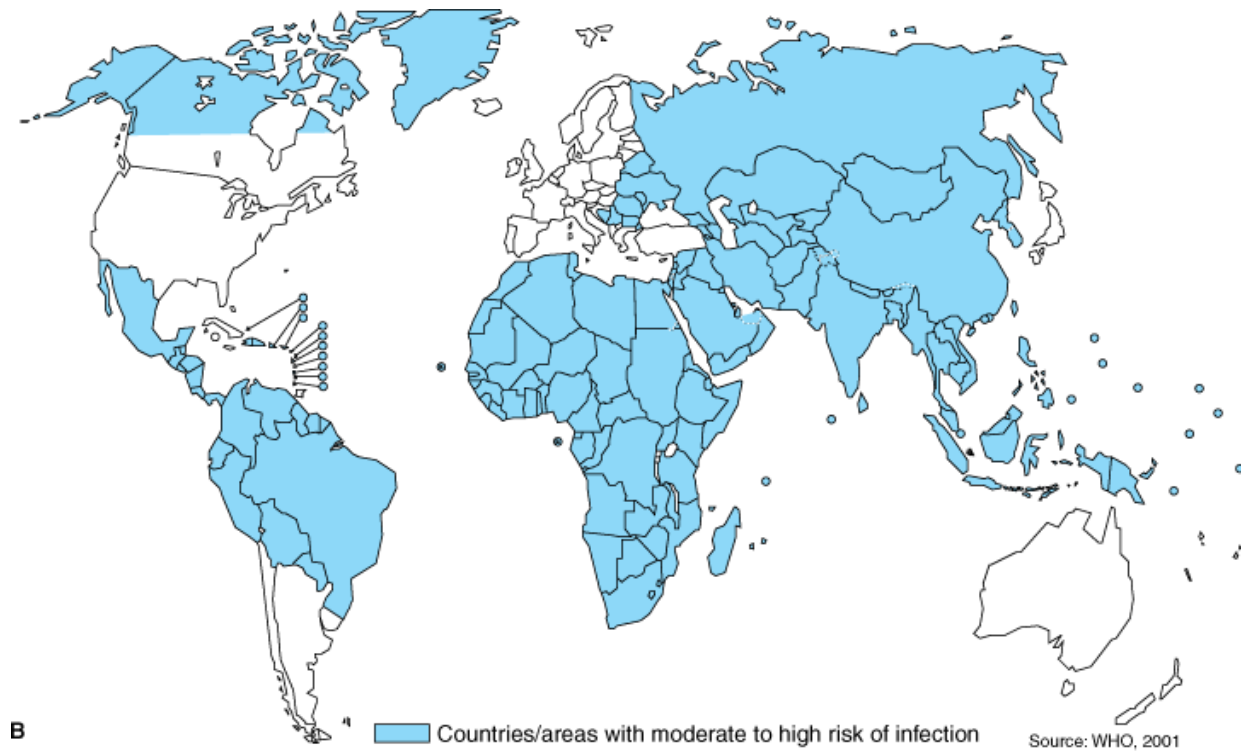 B
Countries/areas with moderate to high risk of infection
Source: WHO, 2001